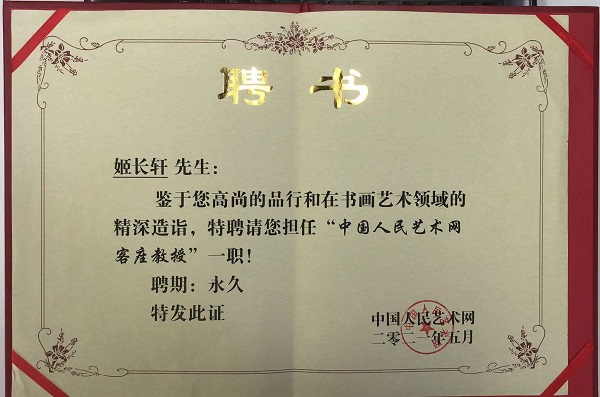 聘书
姬长轩 先生：
鉴于您高尚的品行和在书画艺术领域的
精深造诣，特聘请您担任“中国人民艺术网
客座教授”一职！
聘期：永久
特发此证
中国人民艺术网
二零二一年五月